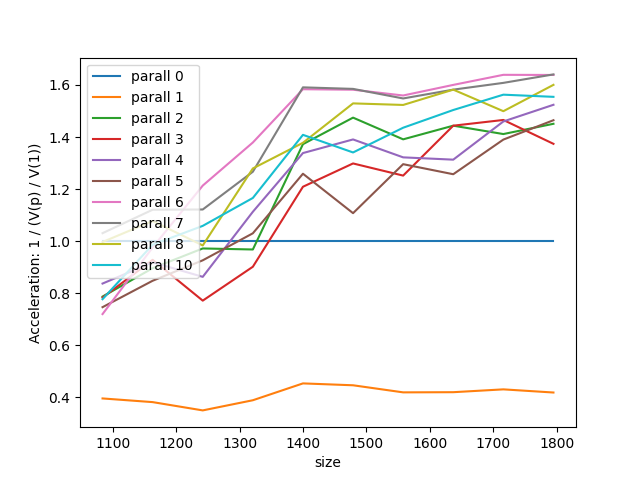 parall 0
parall 1
parall 2
parall 3
parall 4
parall 5
parall 6
parall 7
parall 8
parall 10
Acceleration: 1 / (V(p) / V(1))
1.6
1.4
1.2
1.0
0.8
0.6
0.4
1100 1200 1300 1400 1500 1600 1700 1800
size